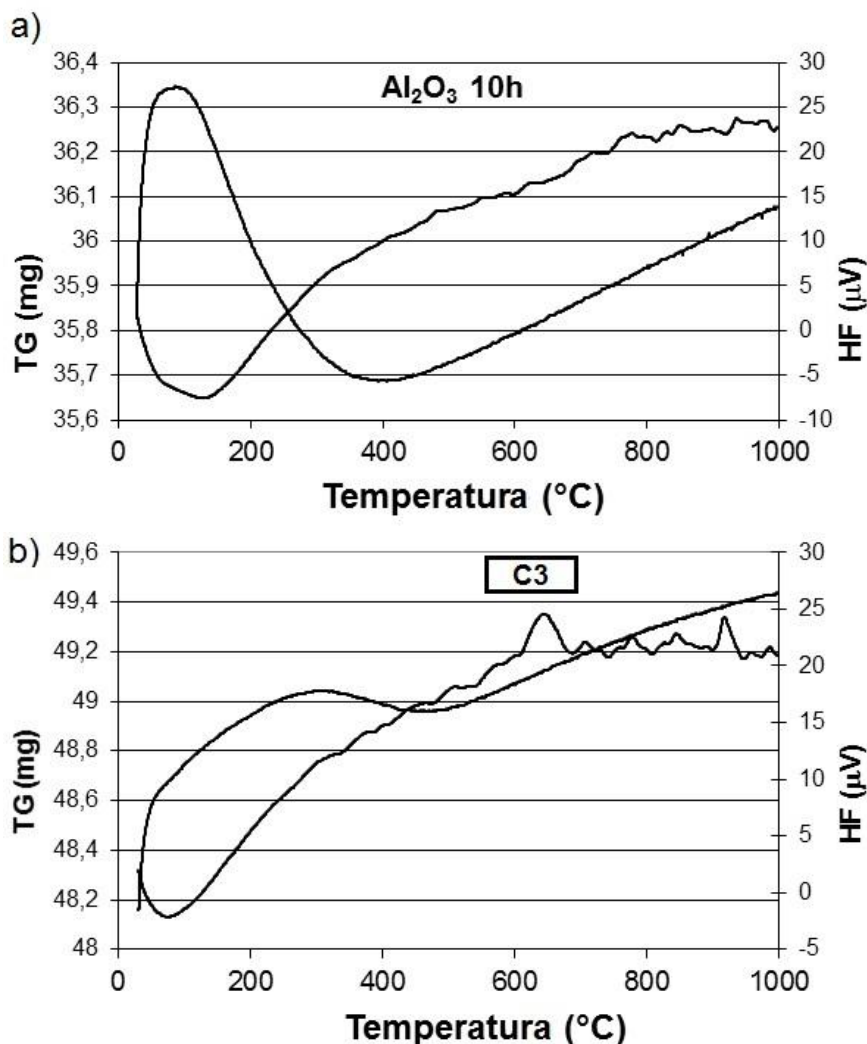 a)
Al₂O₃ 10h
36,4
36,3
36,2
36,1
36
35,9
35,8
35,7
35,6
TG (mg)
30
25
20
15
10
5
0
-5
-10
HF (µV)
0 200 400 600 800 1000
Temperatura (°C)
b)
C3
49,6
49,4
49,2
49
48,8
48,6
48,4
48,2
48
TG (mg)
30
25
20
15
10
5
0
-5
HF (µV)
0 200 400 600 800 1000
Temperatura (°C)